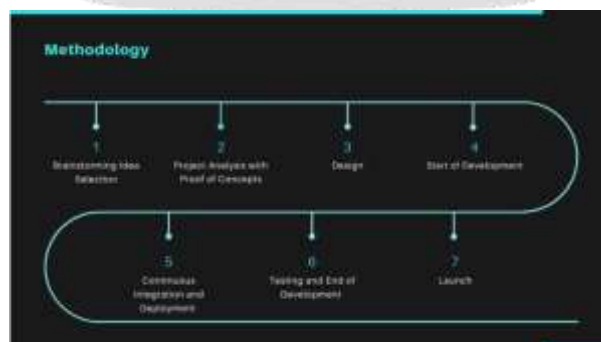 Methodology
1
Brainstorming Idea
Selection
2
Project Analysis with
Proof of Concepts
3
Design
4
Start of Development
5
Continuous
Integration and
Deployment
6
Testing and End of
Development
7
Launch